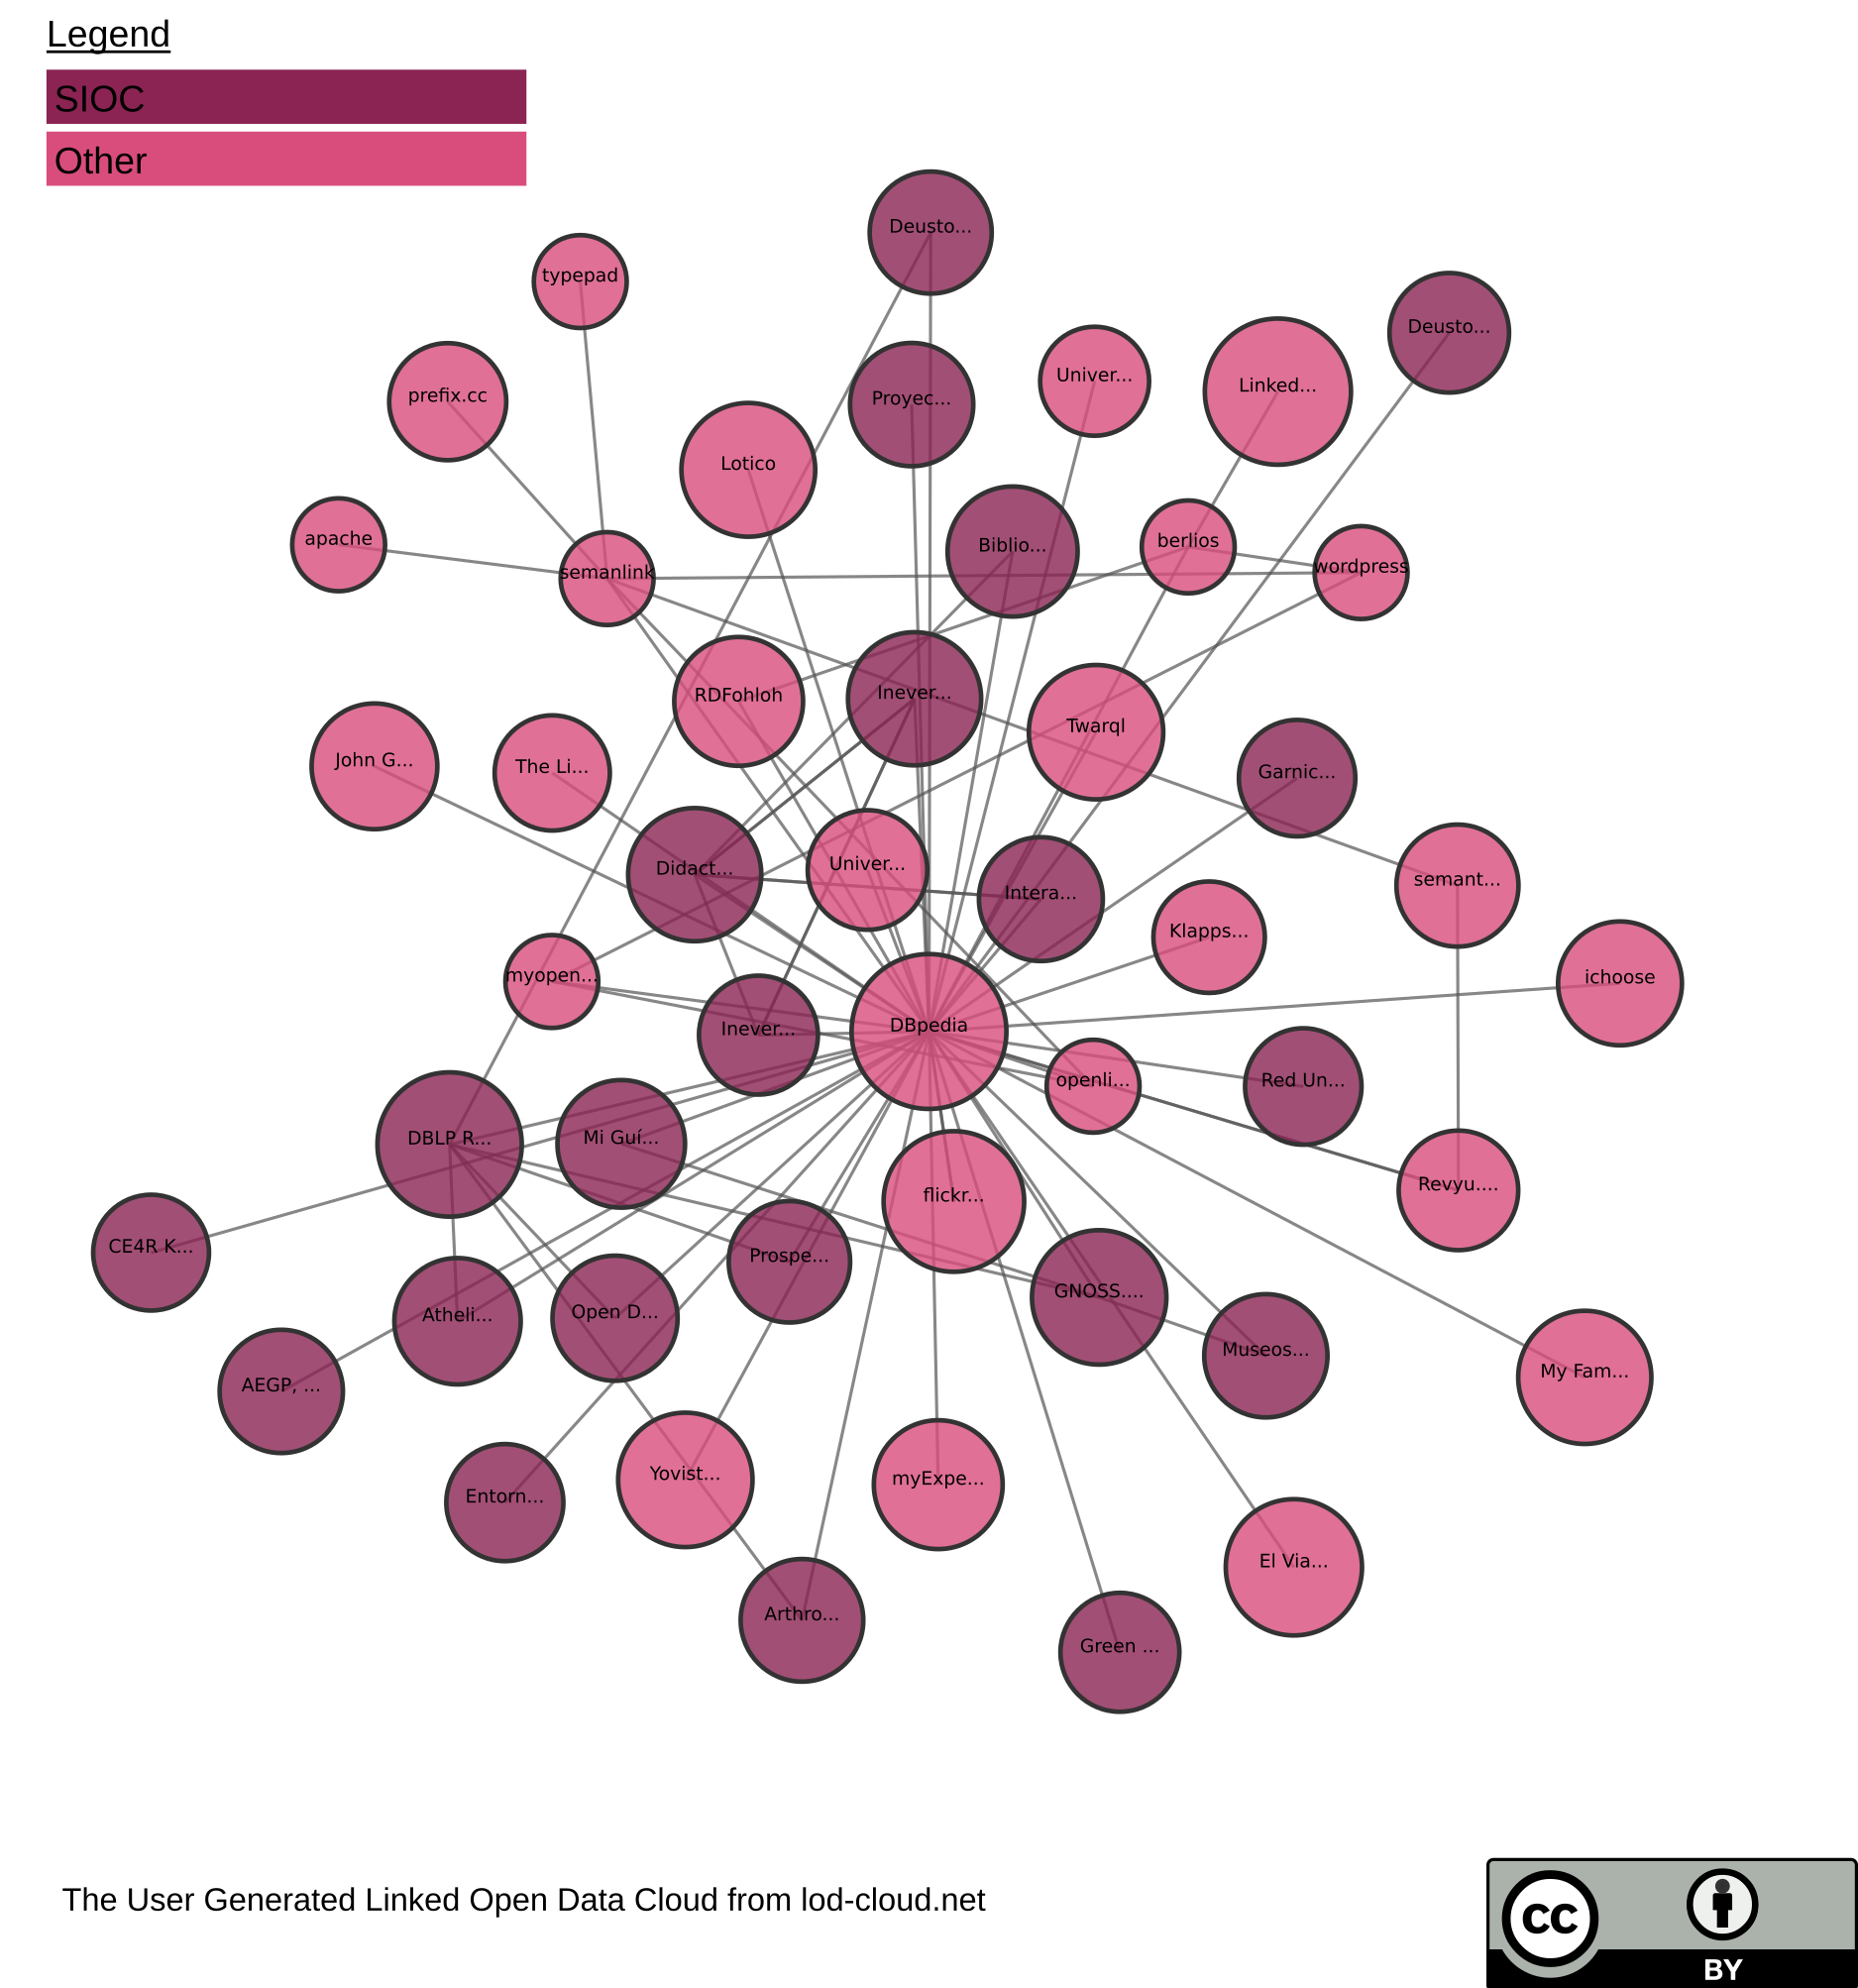 Legend
SIOC
Other
Deusto...
typepad
Deusto...
Univer...
Linked...
prefix.cc
Proyec...
Lotico
apache
Biblio...
berlios
wordpress
semanlink
RDFohloh
Inever...
Twarql
John G...
The Li...
Garnic...
Didact...
Univer...
Intera...
semant...
Klapps...
myopen...
ichoose
Inever...
DBpedia
openli...
Red Un...
DBLP R...
Mi Guí...
flickr...
Revyu....
CE4R K...
Prospe...
GNOSS....
Atheli...
Open D...
Museos...
AEGP, ...
My Fam...
Entorn...
Yovist...
myExpe...
El Via...
Arthro...
Green ...
The User Generated Linked Open Data Cloud from lod-cloud.net
cc
BY